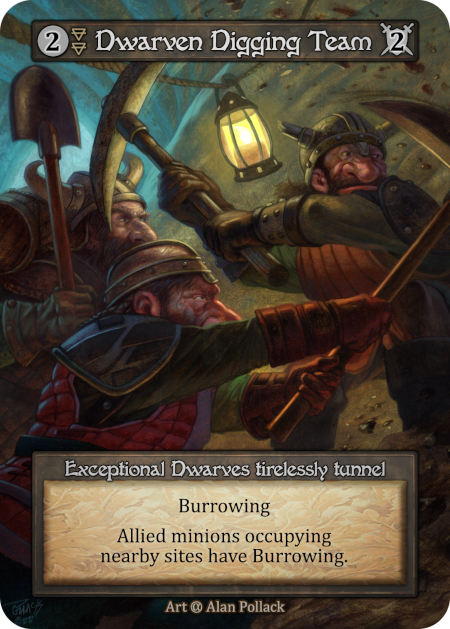 2 Dwarven Digging Team 2
Exceptional Dwarves tirelessly tunnel
Burrowing
Allied minions occupying
nearby sites have Burrowing.
Art @ Alan Pollack